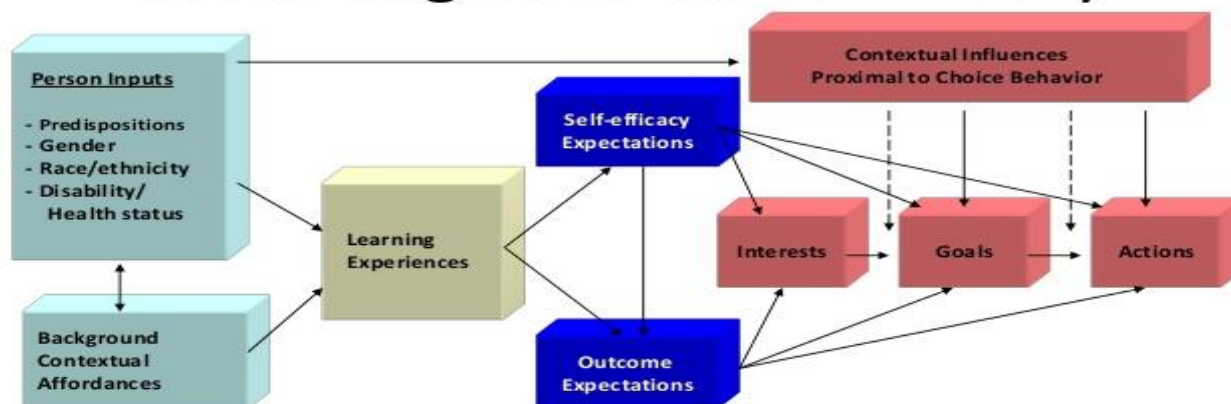 Person Inputs
- Predispositions
- Gender
- Race/ethnicity
- Disability/
Health status
Background
Contextual
Affordances
Learning
Experiences
Self-efficacy
Expectations
Outcome
Expectations
Contextual Influences
Proximal to Choice Behavior
Interests
Goals
Actions